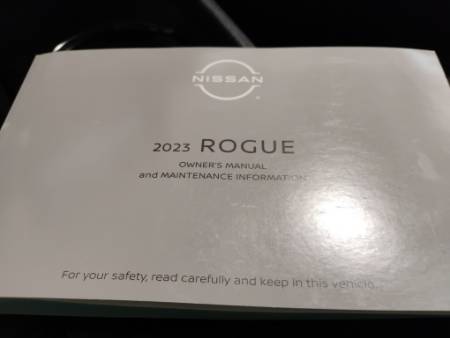 NISSAN
2023 ROGUE
OWNER'S MANUAL
and MAINTENANCE INFORMATION
For your safety, read carefully and keep in this vehicle.